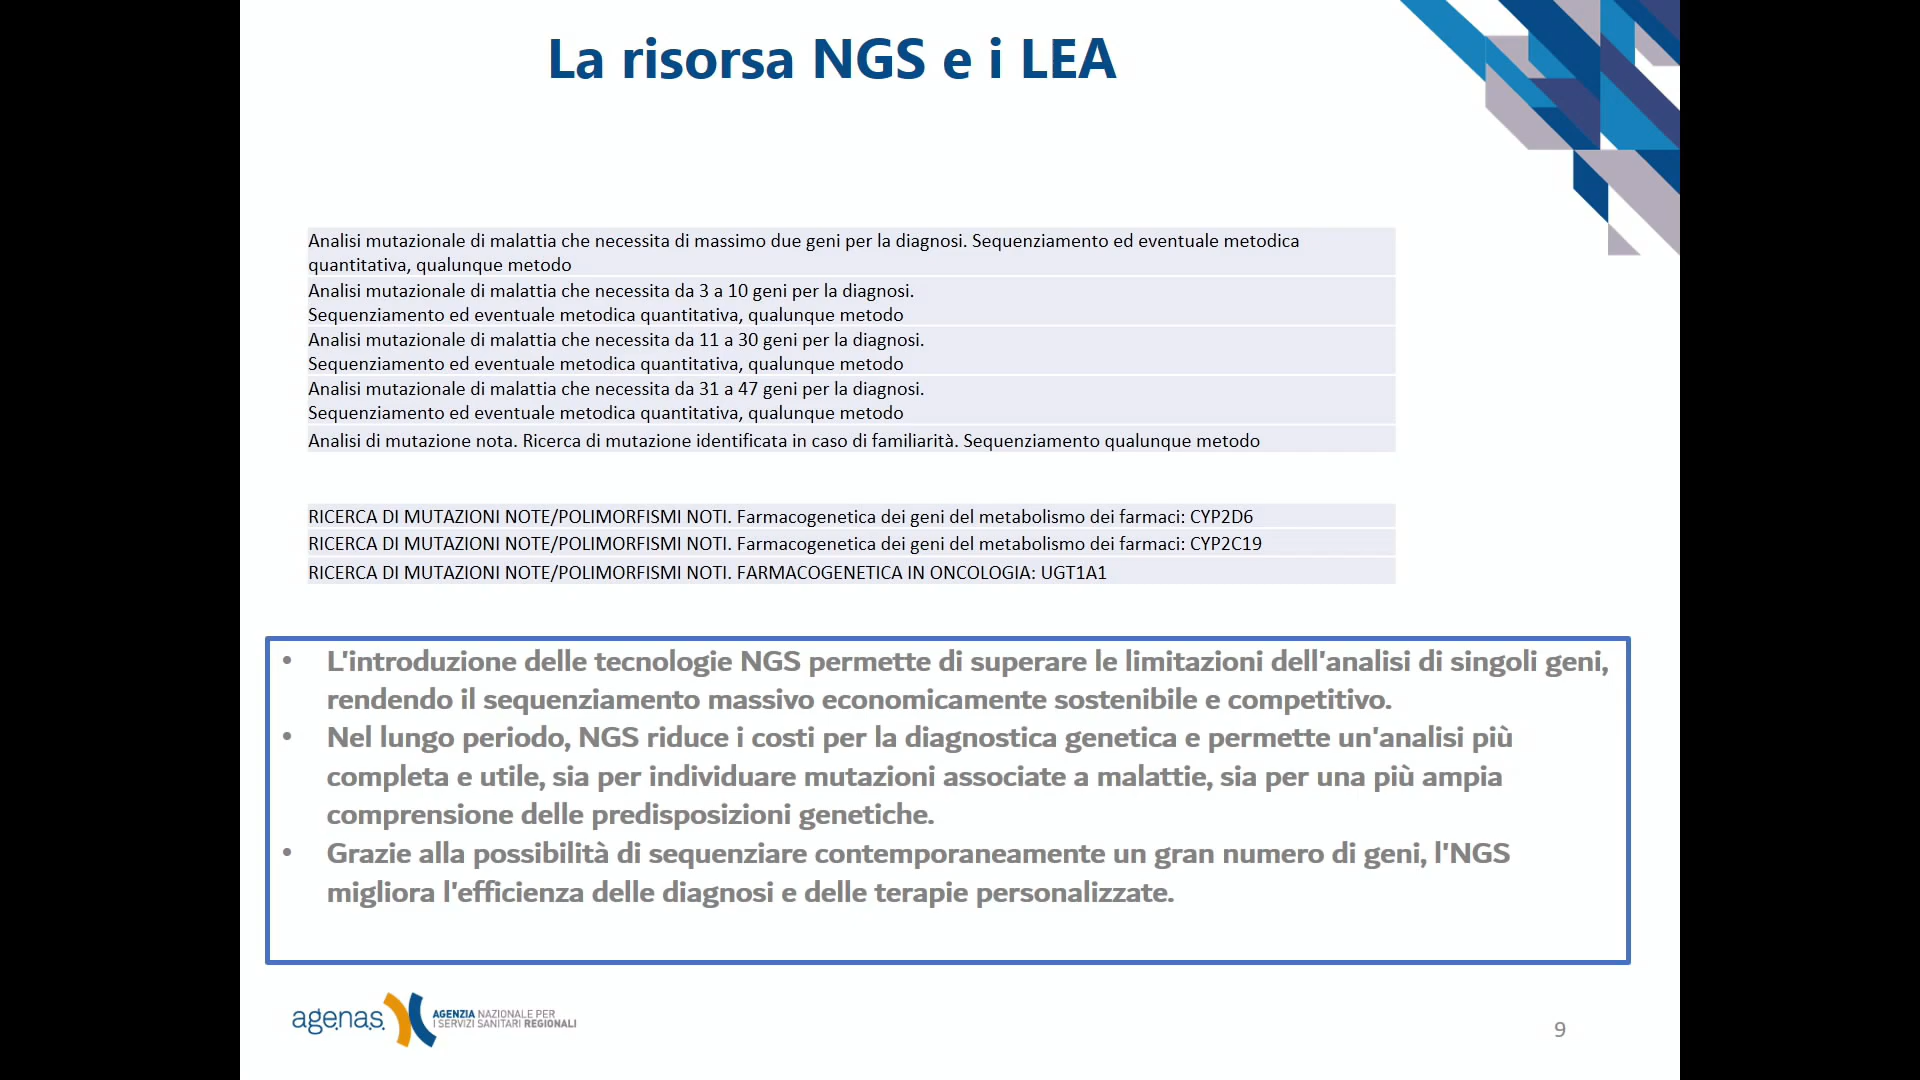 La risorsa NGS e i LEA
Analisi mutazionale di malattia che necessita di massimo due geni per la diagnosi. Sequenziamento ed eventuale metodica
quantitativa, qualunque metodo
Analisi mutazionale di malattia che necessita da 3 a 10 geni per la diagnosi.
Sequenziamento ed eventuale metodica quantitativa, qualunque metodo
Analisi mutazionale di malattia che necessita da 11 a 30 geni per la diagnosi.
Sequenziamento ed eventuale metodica quantitativa, qualunque metodo
Analisi mutazionale di malattia che necessita da 31 a 47 geni per la diagnosi.
Sequenziamento ed eventuale metodica quantitativa, qualunque metodo
Analisi di mutazione nota. Ricerca di mutazione identificata in caso di familiarità. Sequenziamento qualunque metodo
RICERCA DI MUTAZIONI NOTE/POLIMORFISMI NOTI. Farmacogenetica dei geni del metabolismo dei farmaci: CYP2D6
RICERCA DI MUTAZIONI NOTE/POLIMORFISMI NOTI. Farmacogenetica dei geni del metabolismo dei farmaci: CYP2C19
RICERCA DI MUTAZIONI NOTE/POLIMORFISMI NOTI. FARMACOGENETICA IN ONCOLOGIA: UGT1A1
• L'introduzione delle tecnologie NGS permette di superare le limitazioni dell'analisi di singoli geni,
rendendo il sequenziamento massivo economicamente sostenibile e competitivo.
• Nel lungo periodo, NGS riduce i costi per la diagnostica genetica e permette un'analisi più
completa e utile, sia per individuare mutazioni associate a malattie, sia per una più ampia
comprensione delle predisposizioni genetiche.
• Grazie alla possibilità di sequenziare contemporaneamente un gran numero di geni, l'NGS
migliora l'efficienza delle diagnosi e delle terapie personalizzate.
age.na.s.
AGENZIA NAZIONALE PER
I SERVIZI SANITARI REGIONALI
9